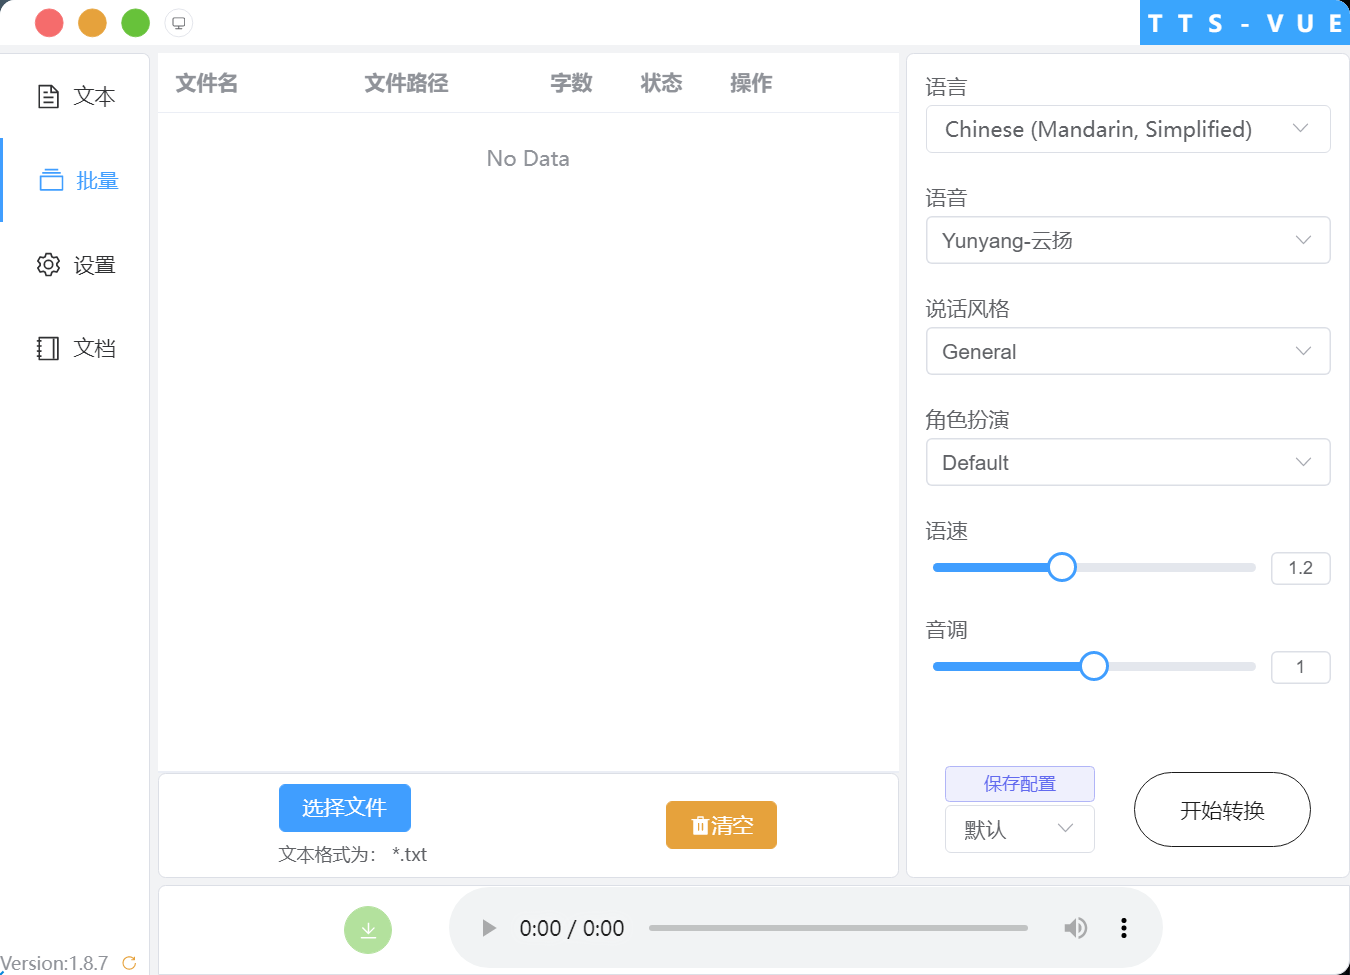 TTS-VUE
文本
批量
设置
文档
Version:1.8.7
文件名 文件路径 字数 状态 操作
No Data
选择文件
文本格式为： *.txt
清空
语言
Chinese (Mandarin, Simplified)
语音
Yunyang-云扬
说话风格
General
角色扮演
Default
语速
1.2
音调
1
保存配置
默认
开始转换
0:00 / 0:00